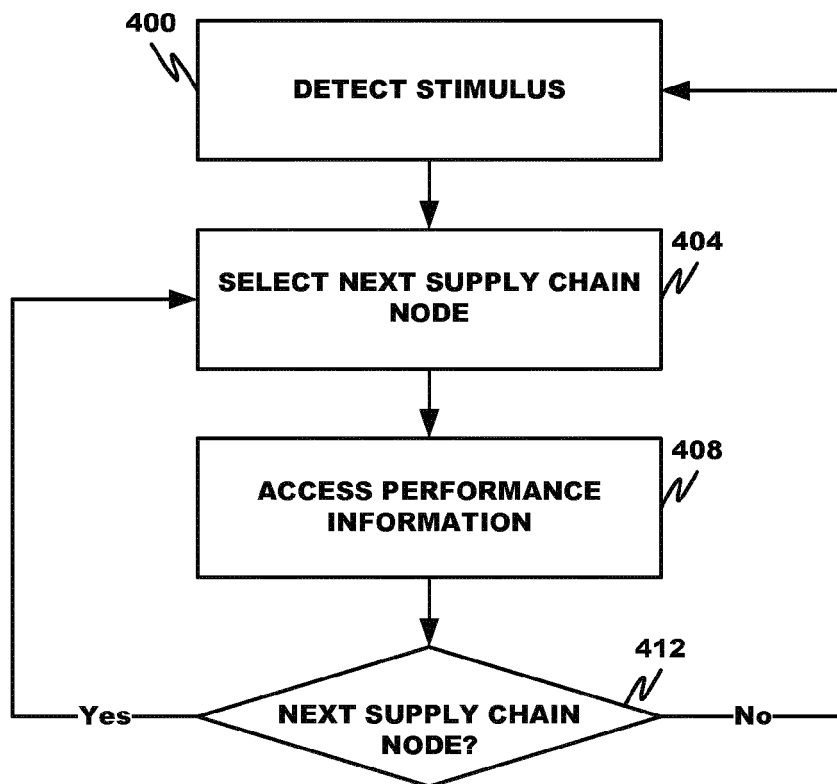 400
DETECT STIMULUS
404
SELECT NEXT SUPPLY CHAIN
NODE
408
ACCESS PERFORMANCE
INFORMATION
412
Yes
NEXT SUPPLY CHAIN
NODE?
No